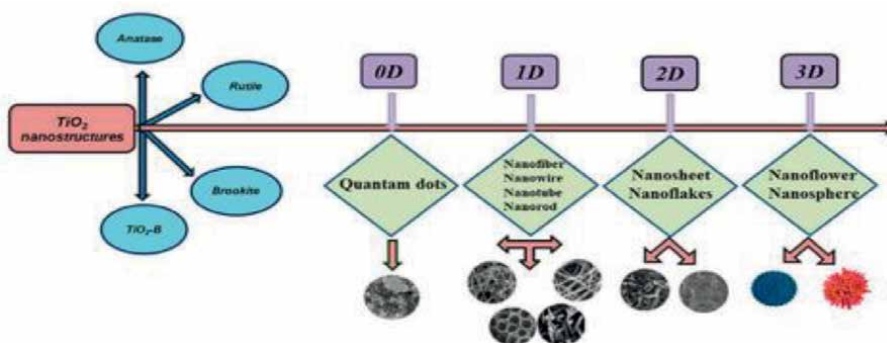 Anatase
Rutile
TiO₂
nanostructures
Brookite
TiO₂-B
0D
1D
2D
3D
Quantam dots
Nanofiber
Nanowire
Nanotube
Nanorod
Nanosheet
Nanoflakes
Nanoflower
Nanosphere